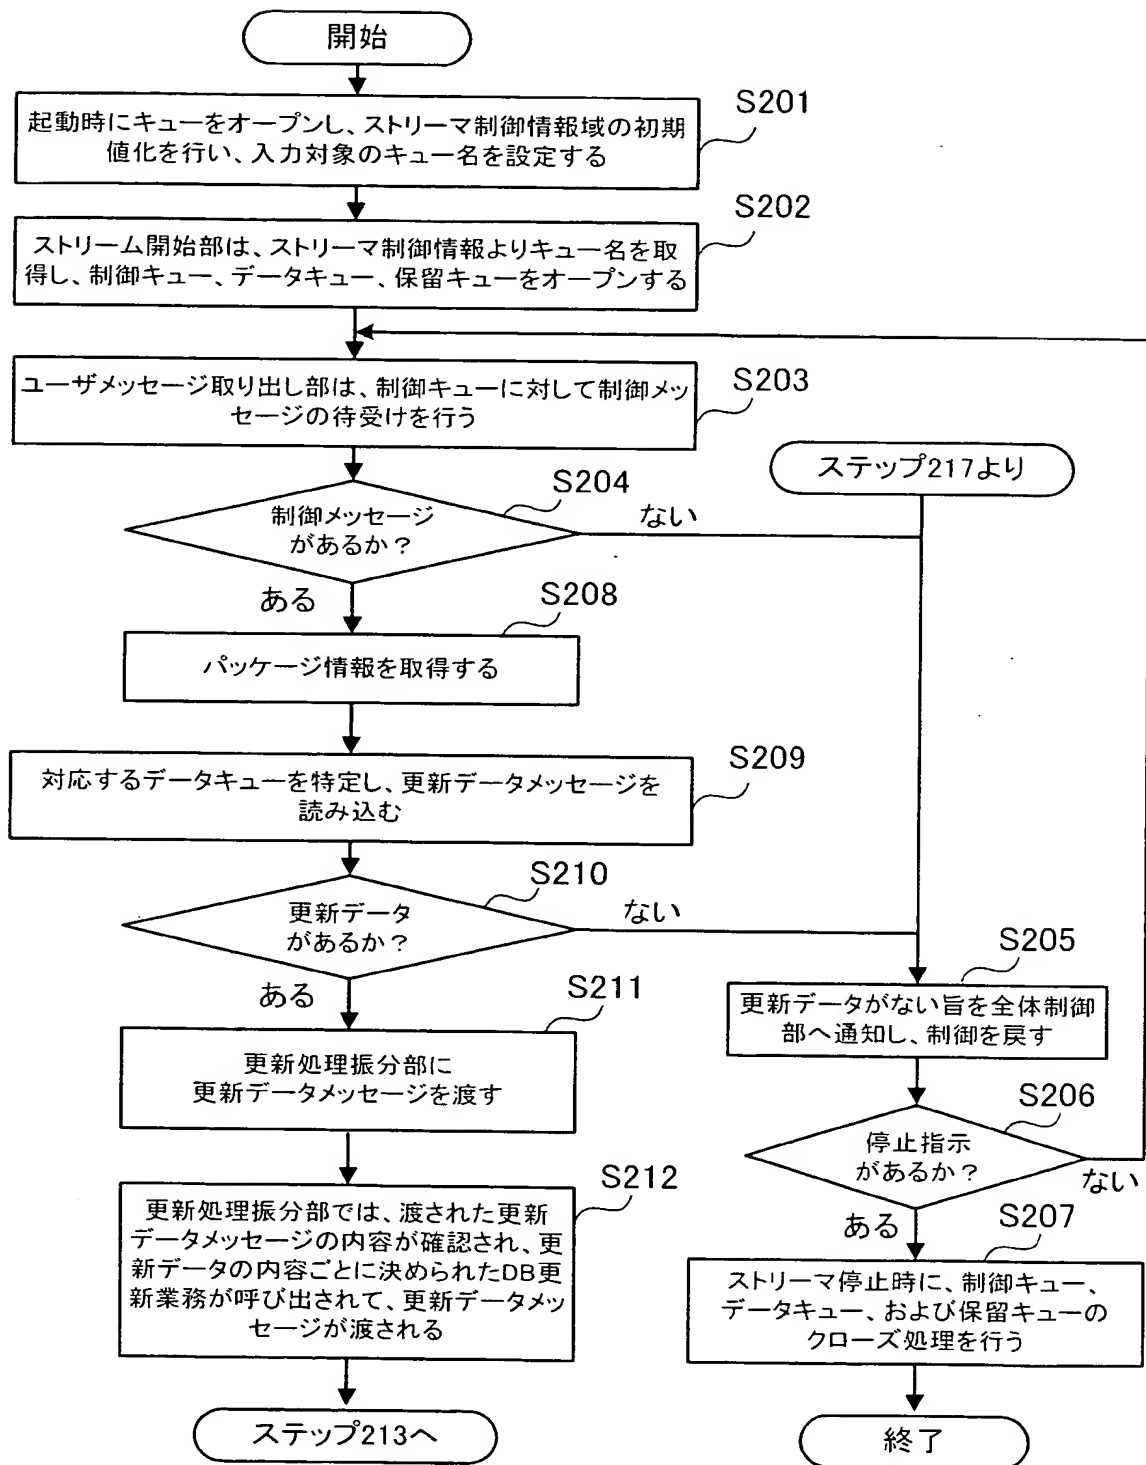 開始
S201
起動時にキューをオープンし、ストリーマ制御情報域の初期
値化を行い、入力対象のキュー名を設定する
S202
ストリーム開始部は、ストリーマ制御情報よりキュー名を取
得し、制御キュー、データキュー、保留キューをオープンする
S203
ユーザメッセージ取り出し部は、制御キューに対して制御メッ
セージの待受けを行う
ステップ217より
S204
制御メッセージ
があるか？
ない
ある
S208
パッケージ情報を取得する
S209
対応するデータキューを特定し、更新データメッセージを
読み込む
S210
更新データ
があるか？
ない
ある
S205
更新データがない旨を全体制御
部へ通知し、制御を戻す
S211
更新処理振分部に
更新データメッセージを渡す
S206
停止指示
があるか？
ない
ある
S212
更新処理振分部では、渡された更新
データメッセージの内容が確認され、更
新データの内容ごとに決められたDB更
新業務が呼び出されて、更新データメッ
セージが渡される
S207
ストリーマ停止時に、制御キュー、
データキュー、および保留キューの
クローズ処理を行う
ステップ213へ
終了